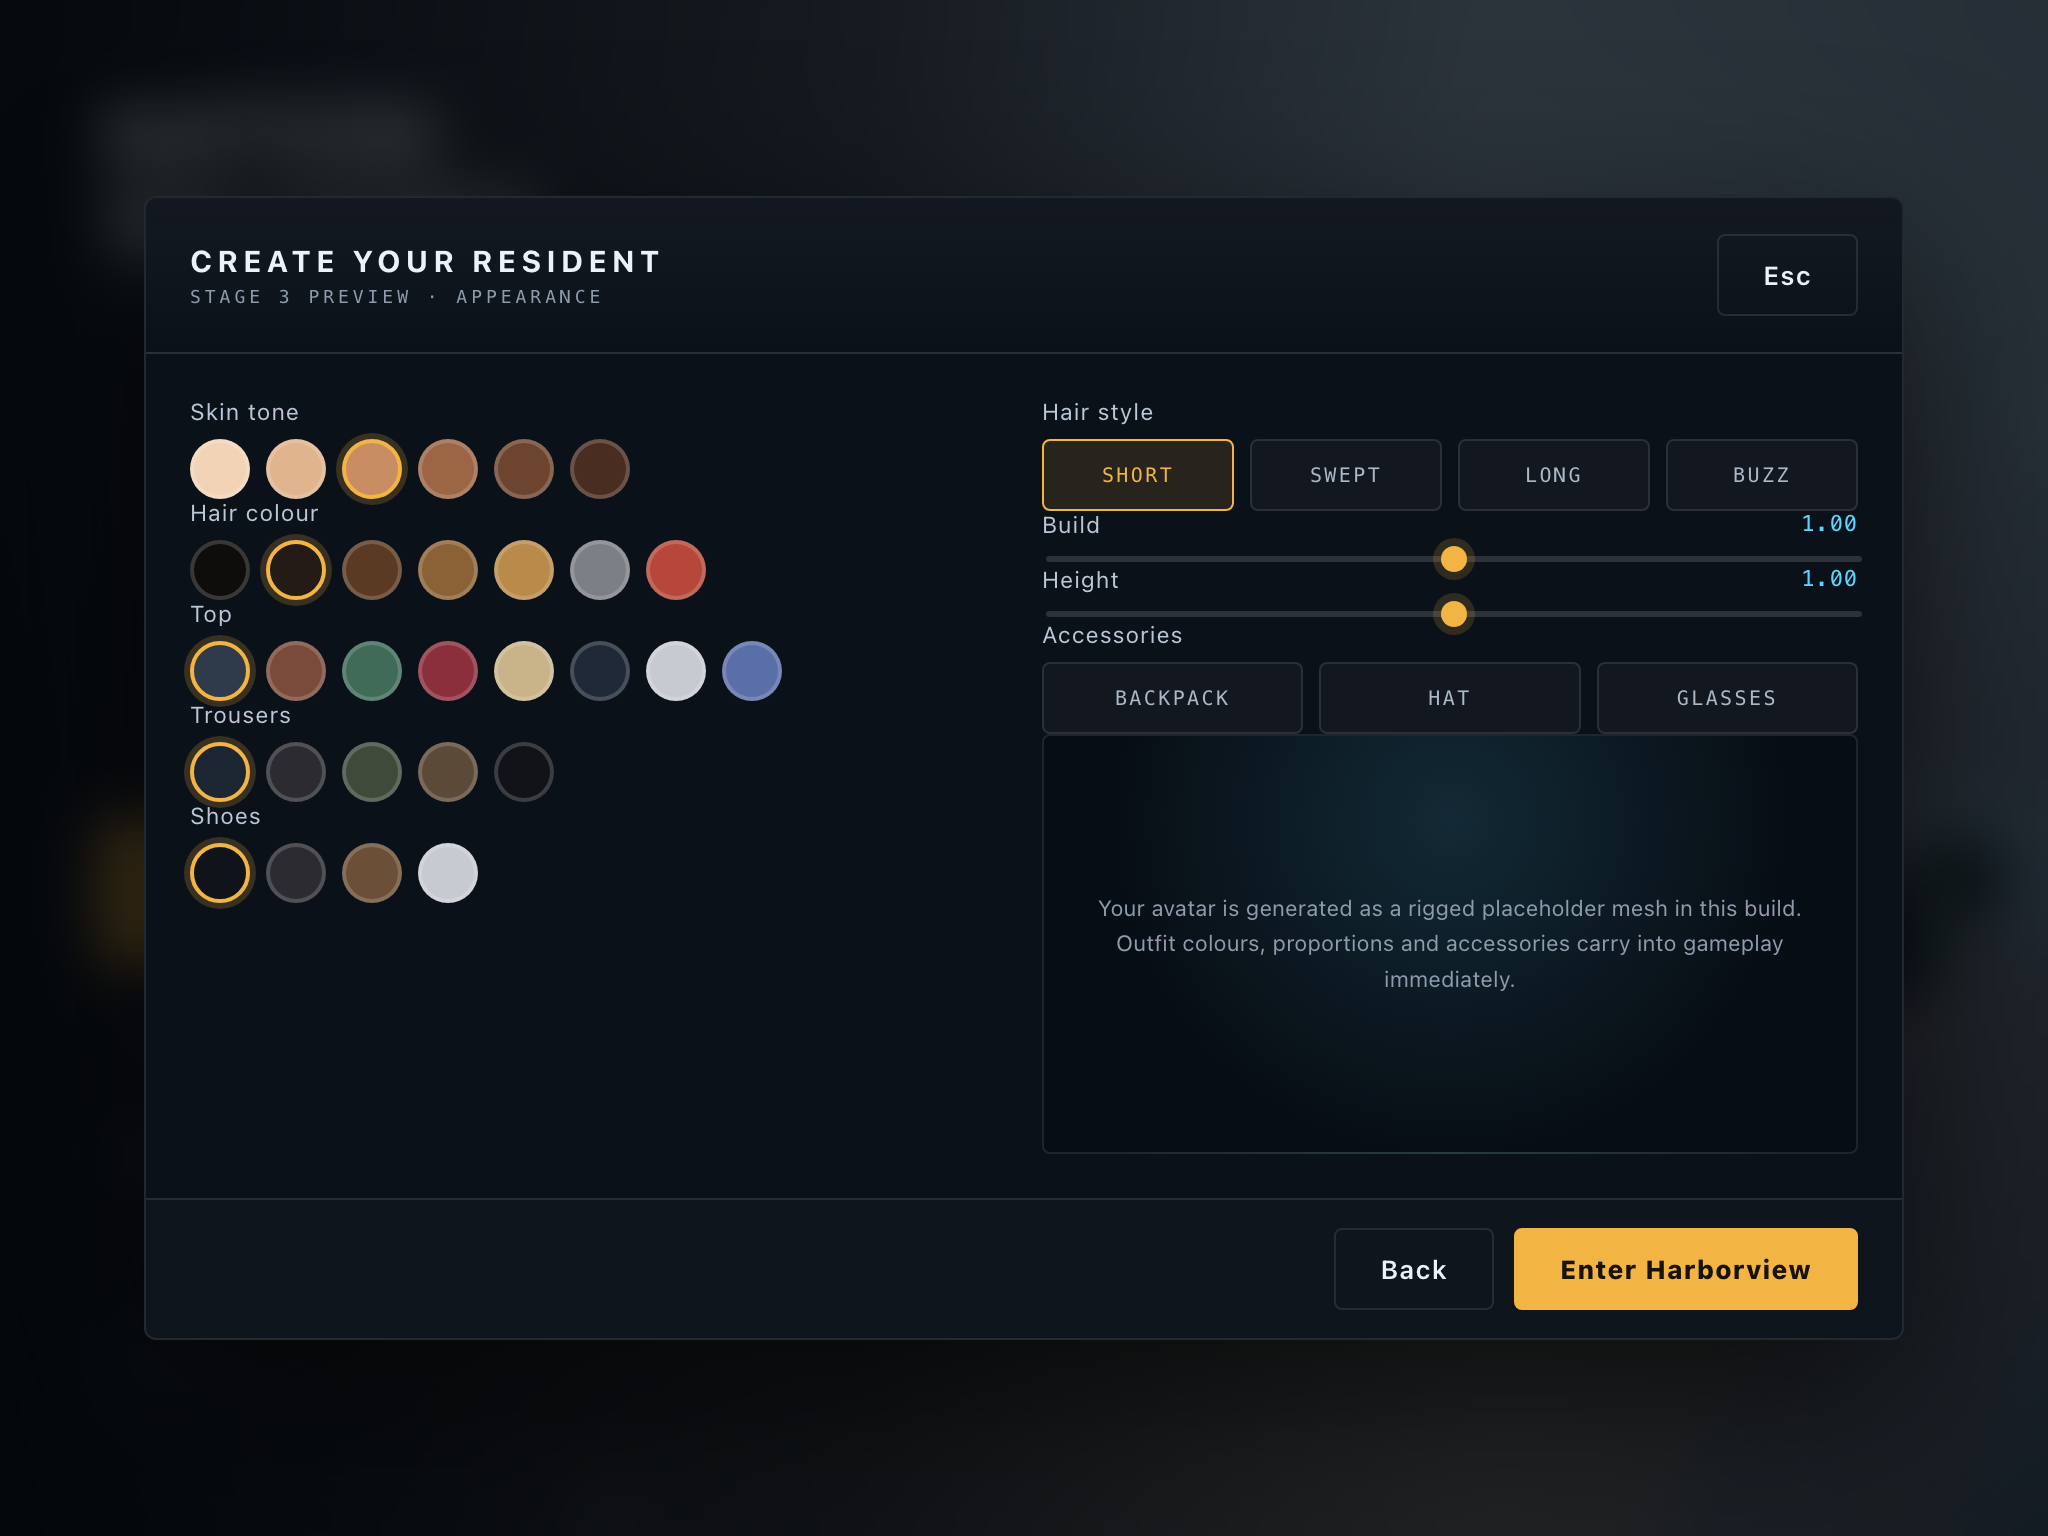 CREATE YOUR RESIDENT
STAGE 3 PREVIEW · APPEARANCE
Esc
Skin tone
Hair colour
Top
Trousers
Shoes
Hair style
SHORT
SWEPT
LONG
BUZZ
Build
1.00
Height
1.00
Accessories
BACKPACK
HAT
GLASSES
Your avatar is generated as a rigged placeholder mesh in this build.
Outfit colours, proportions and accessories carry into gameplay
immediately.
Back
Enter Harborview